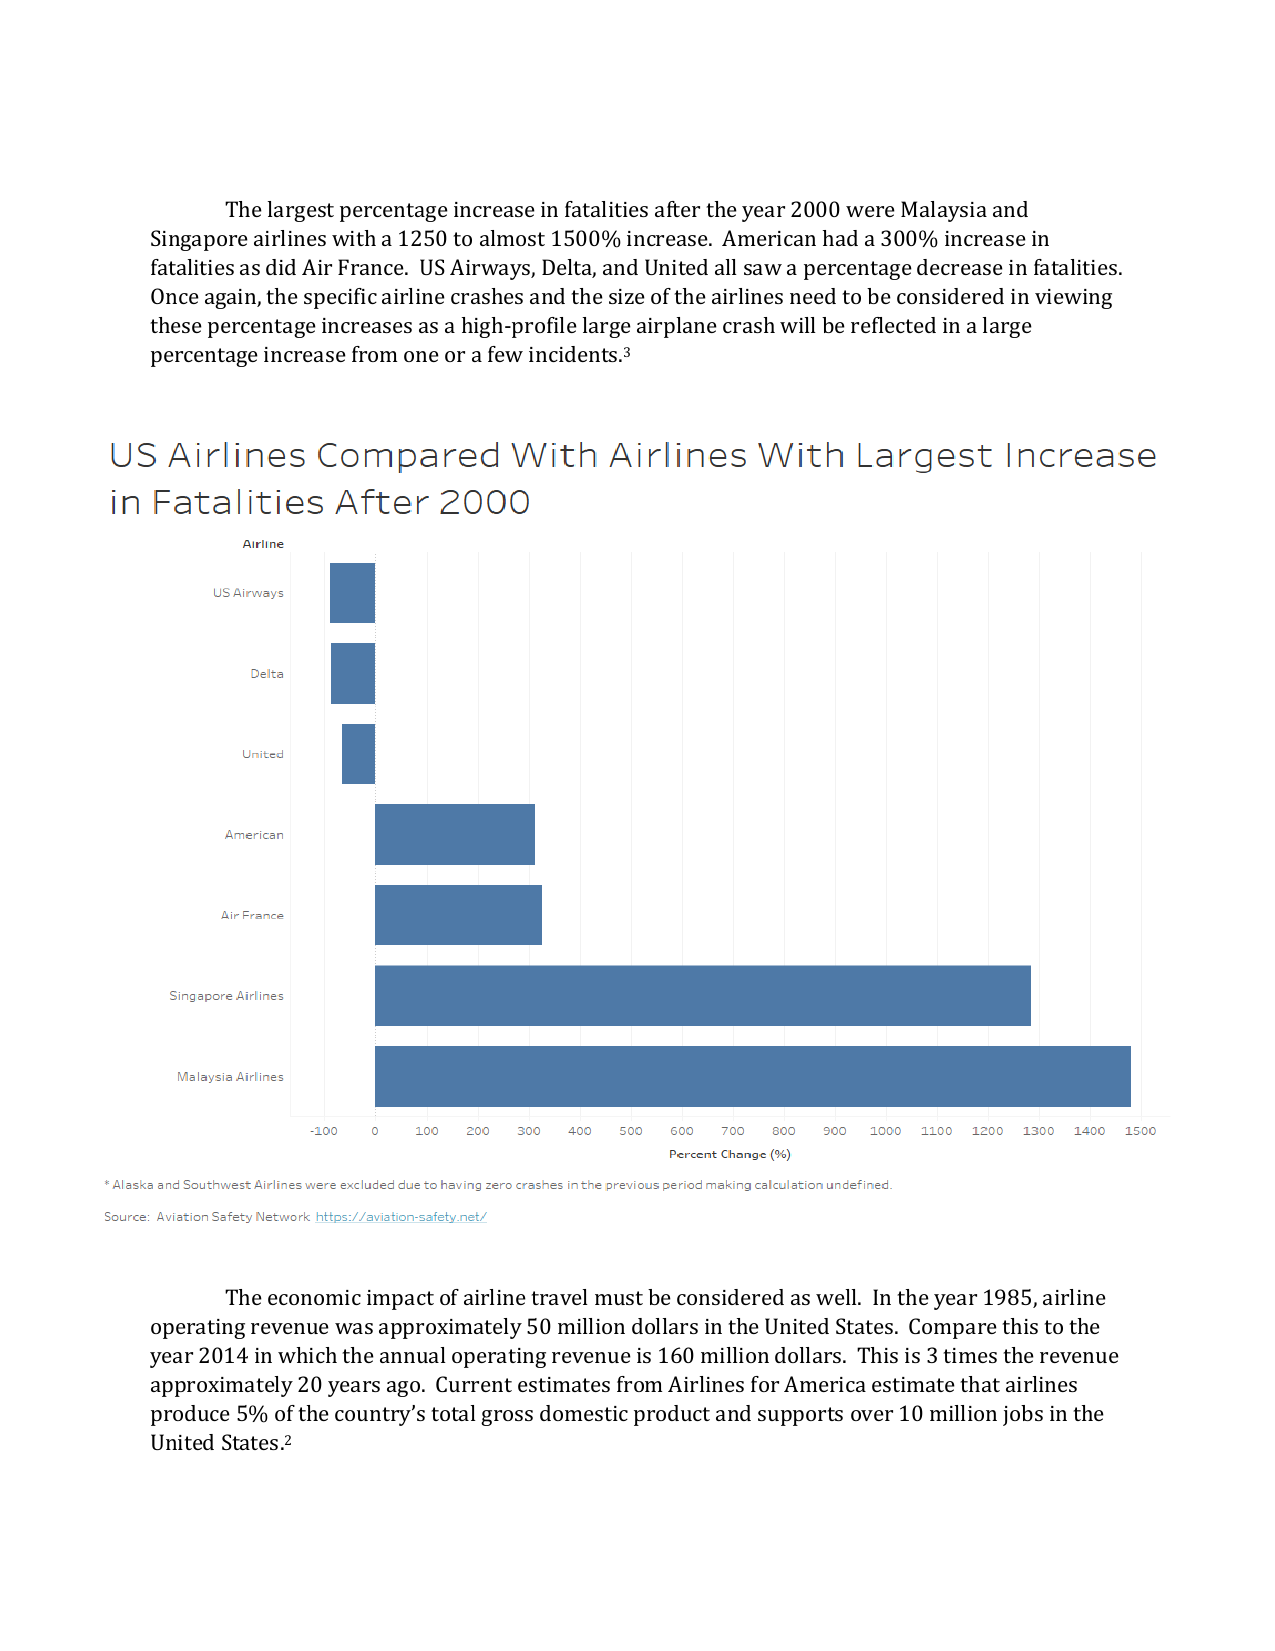 The largest percentage increase in fatalities after the year 2000 were Malaysia and
Singapore airlines with a 1250 to almost 1500% increase.  American had a 300% increase in
fatalities as did Air France.  US Airways, Delta, and United all saw a percentage decrease in fatalities.
Once again, the specific airline crashes and the size of the airlines need to be considered in viewing
these percentage increases as a high-profile large airplane crash will be reflected in a large
percentage increase from one or a few incidents.3
US Airlines Compared With Airlines With Largest Increase
in Fatalities After 2000
Airline
US Airways
Delta
United
American
Air France
Singapore Airlines
Malaysia Airlines
-100 0 100 200 300 400 500 600 700 800 900 1000 1100 1200 1300 1400 1500
Percent Change (%)
* Alaska and Southwest Airlines were excluded due to having zero crashes in the previous period making calculation undefined.
Source:  Aviation Safety Network https://aviation-safety.net/
The economic impact of airline travel must be considered as well.  In the year 1985, airline
operating revenue was approximately 50 million dollars in the United States.  Compare this to the
year 2014 in which the annual operating revenue is 160 million dollars.  This is 3 times the revenue
approximately 20 years ago.  Current estimates from Airlines for America estimate that airlines
produce 5% of the country’s total gross domestic product and supports over 10 million jobs in the
United States.2